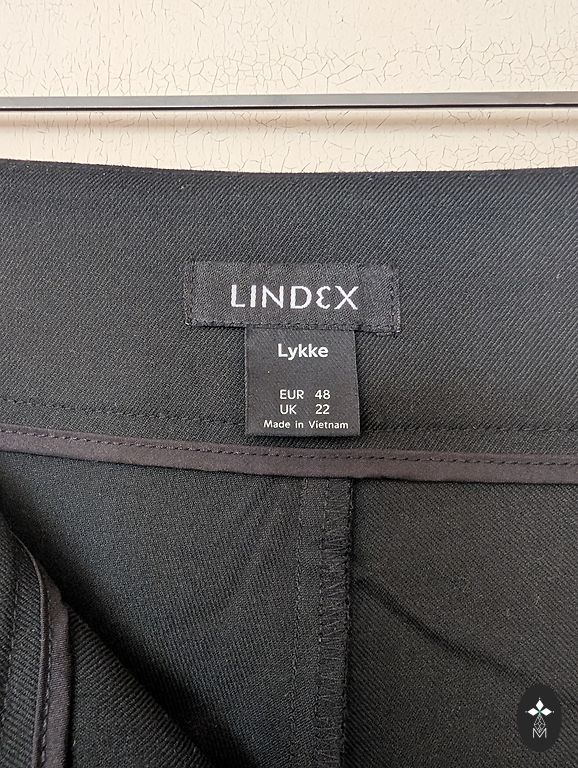 LINDEX
Lykke
EUR 48
UK 22
Made in Vietnam
M